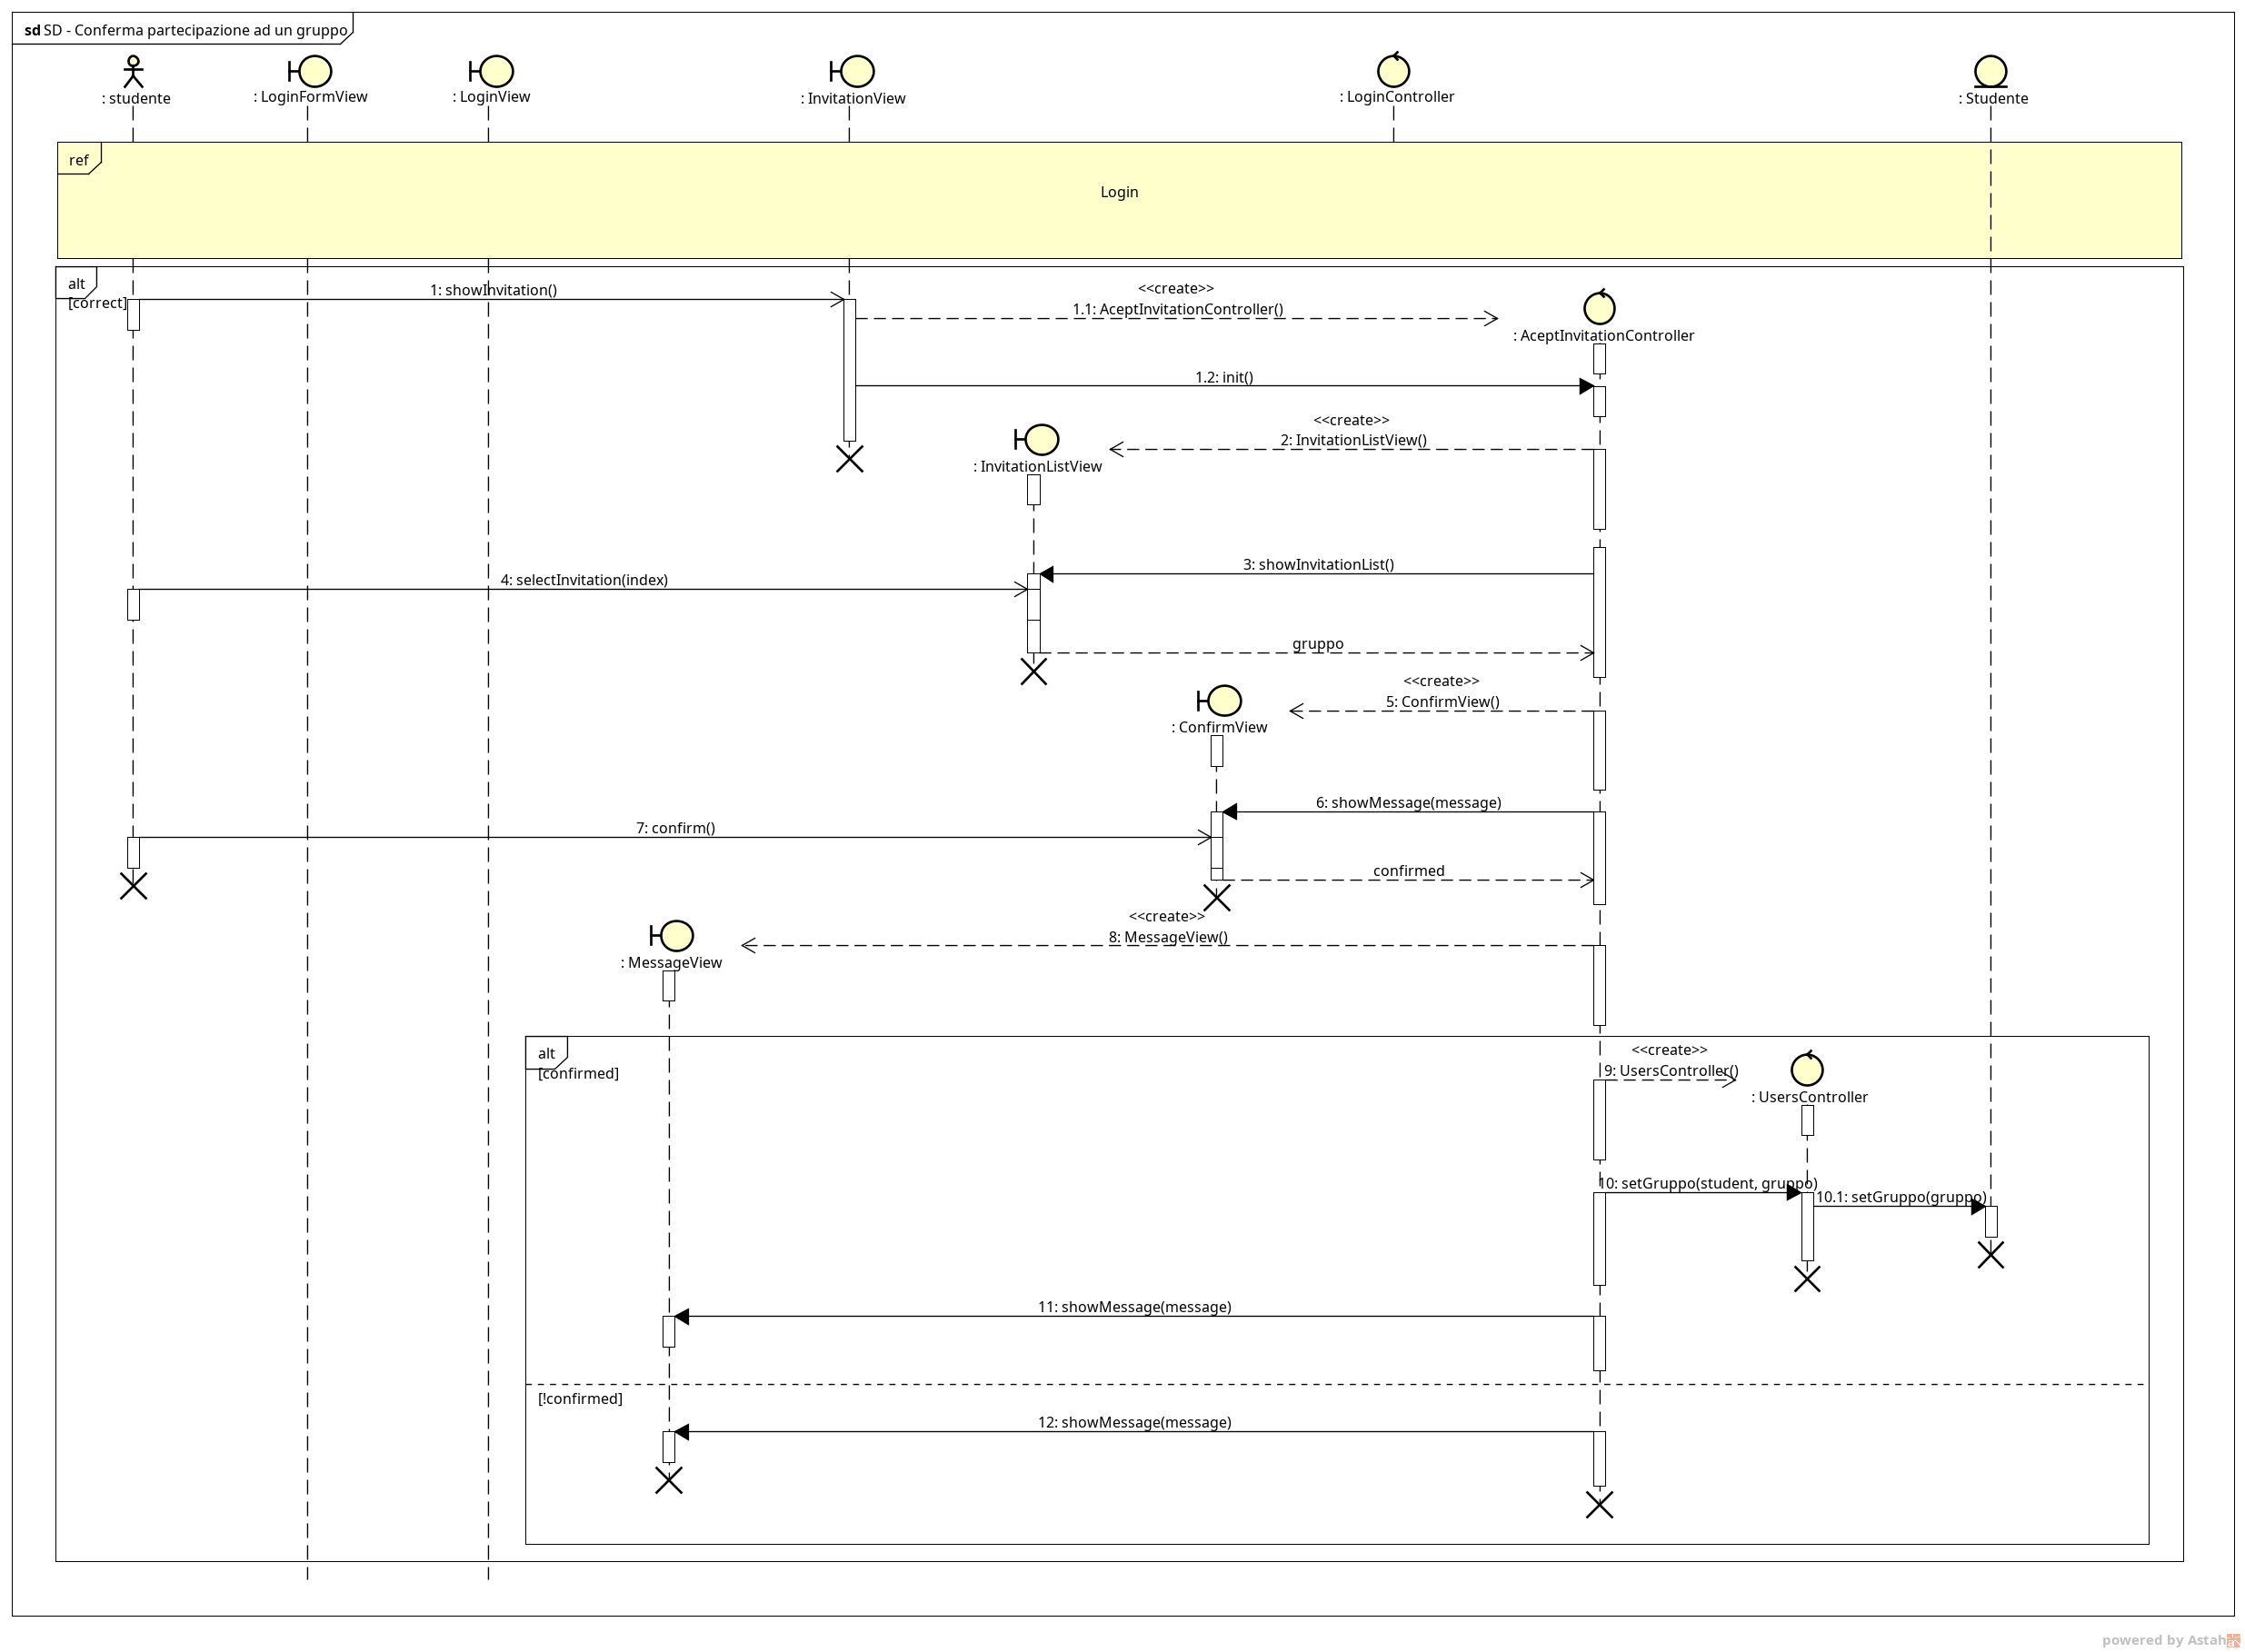 sd SD - Conferma partecipazione ad un gruppo
: studente
: LoginFormView
: LoginView
: InvitationView
: LoginController
: Studente
ref
Login
alt
[correct]
1: showInvitation()
<<create>>
1.1: AceptInvitationController()
: AceptInvitationController
1.2: init()
<<create>>
2: InvitationListView()
: InvitationListView
3: showInvitationList()
4: selectInvitation(index)
gruppo
<<create>>
5: ConfirmView()
: ConfirmView
6: showMessage(message)
7: confirm()
confirmed
<<create>>
8: MessageView()
: MessageView
alt
[confirmed]
<<create>>
9: UsersController()
: UsersController
10: setGruppo(student, gruppo)
10.1: setGruppo(gruppo)
11: showMessage(message)
[!confirmed]
12: showMessage(message)
powered by Astah